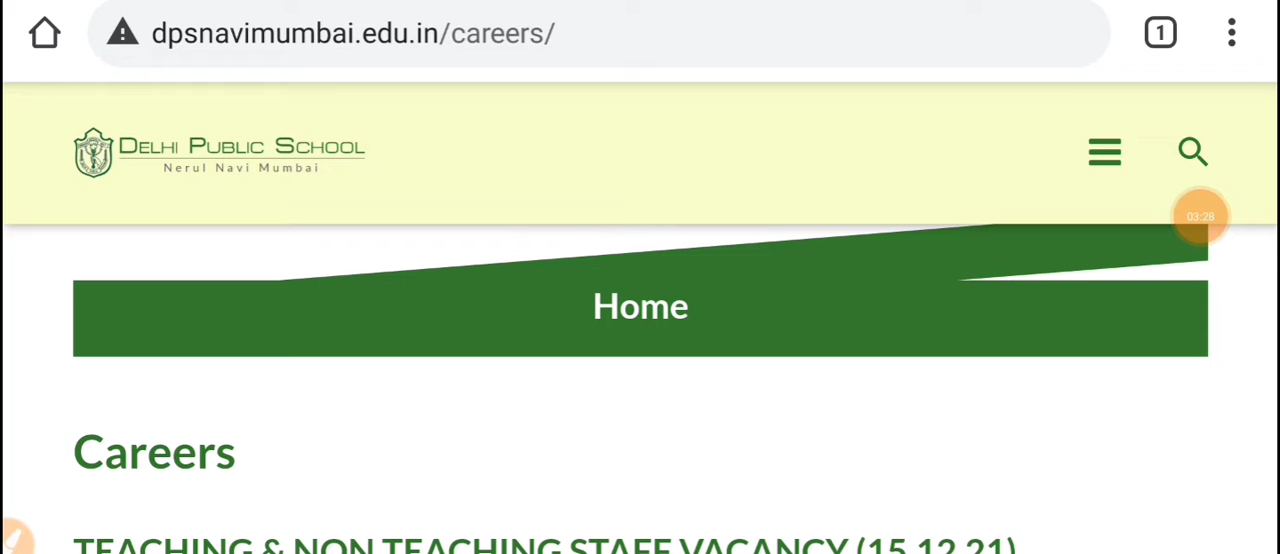 dpsnavimumbai.edu.in/careers/
1
DELHI PUBLIC SCHOOL
Nerul Navi Mumbai
03:28
Home
Careers
TEACHING & NON TEACHING STAFF VACANCY (15.12.21)